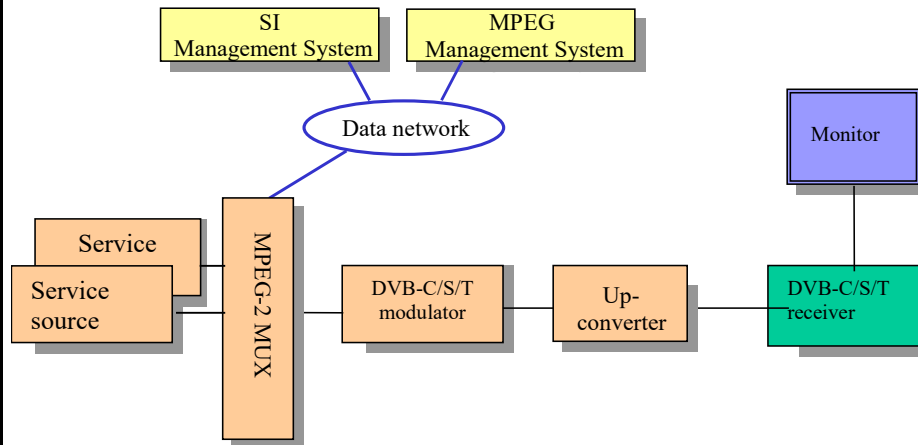 SI
Management System
MPEG
Management System
Data network
Monitor
Service
Service
source
MPEG-2 MUX
DVB-C/S/T
modulator
Up-
converter
DVB-C/S/T
receiver